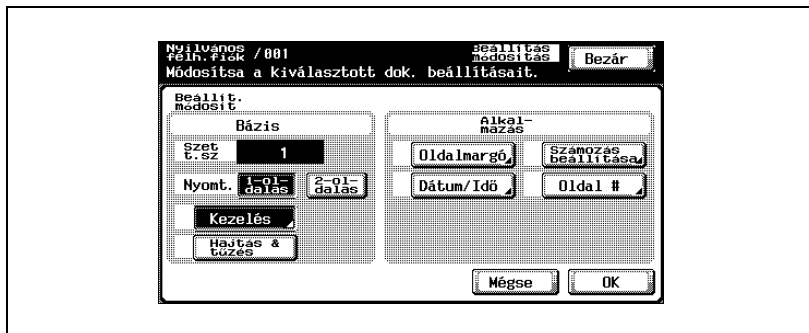 Nyilvános
félh.fiók /001
Beállítás
módosítás
Bezár
Módosítsa a kiválasztott dok. beállításait.
Beállít.
módosít
Bázis
Szet
t.sz
1
Nyomt.
1-ol-
dalas
2-ol-
dalas
Kezelés
Hajtás &
tűzés
Alkal-
mazás
Oldalmargó
Számozás
beállítása
Dátum/Idő
Oldal #
Mégse
OK